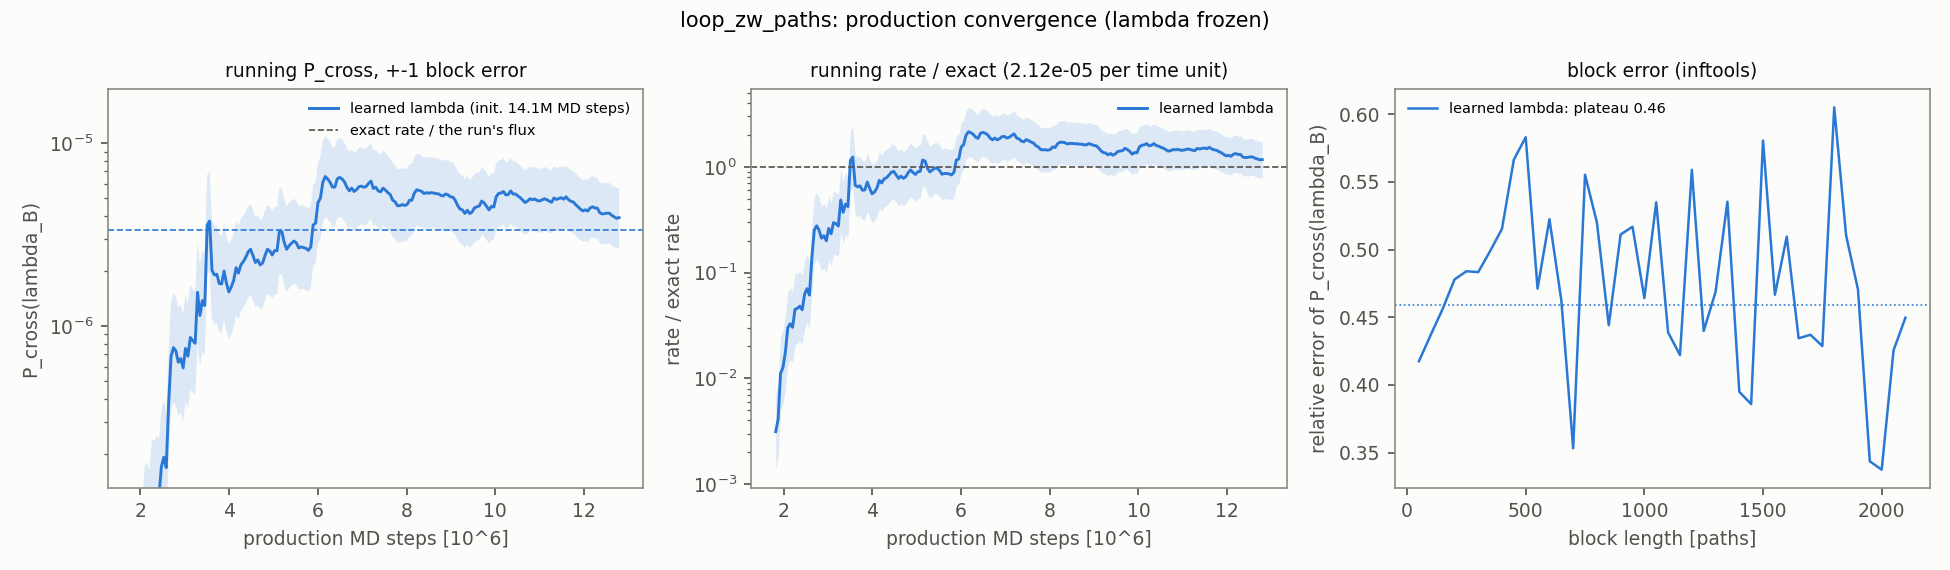 loop_zw_paths: production convergence (lambda frozen)
running P_cross, +-1 block error
learned lambda (init. 14.1M MD steps)
exact rate / the run's flux
P_cross(lambda_B)
10^-5
10^-6
2 4 6 8 10 12
production MD steps [10^6]
running rate / exact (2.12e-05 per time unit)
learned lambda
rate / exact rate
10^0
10^-1
10^-2
10^-3
2 4 6 8 10 12
production MD steps [10^6]
block error (inftools)
learned lambda: plateau 0.46
relative error of P_cross(lambda_B)
0.60
0.55
0.50
0.45
0.40
0.35
0 500 1000 1500 2000
block length [paths]